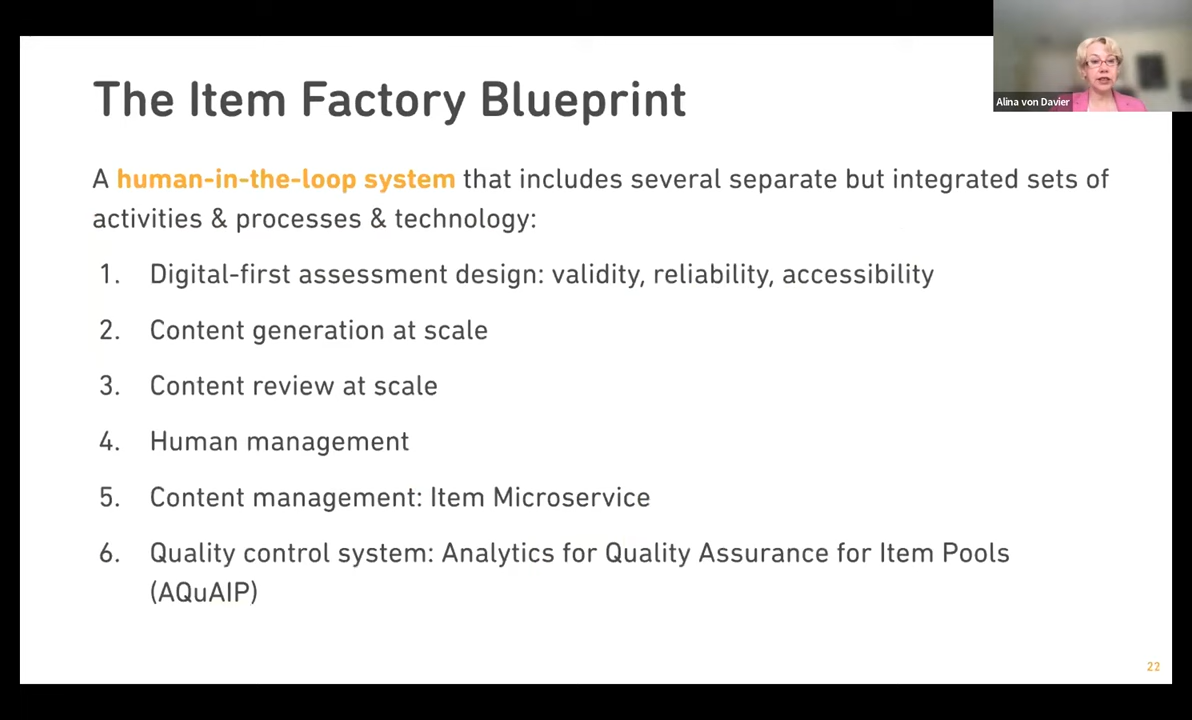 The Item Factory Blueprint
Alina von Davier
A human-in-the-loop system that includes several separate but integrated sets of
activities & processes & technology:
1. Digital-first assessment design: validity, reliability, accessibility
2. Content generation at scale
3. Content review at scale
4. Human management
5. Content management: Item Microservice
6. Quality control system: Analytics for Quality Assurance for Item Pools
(AQuAIP)
22